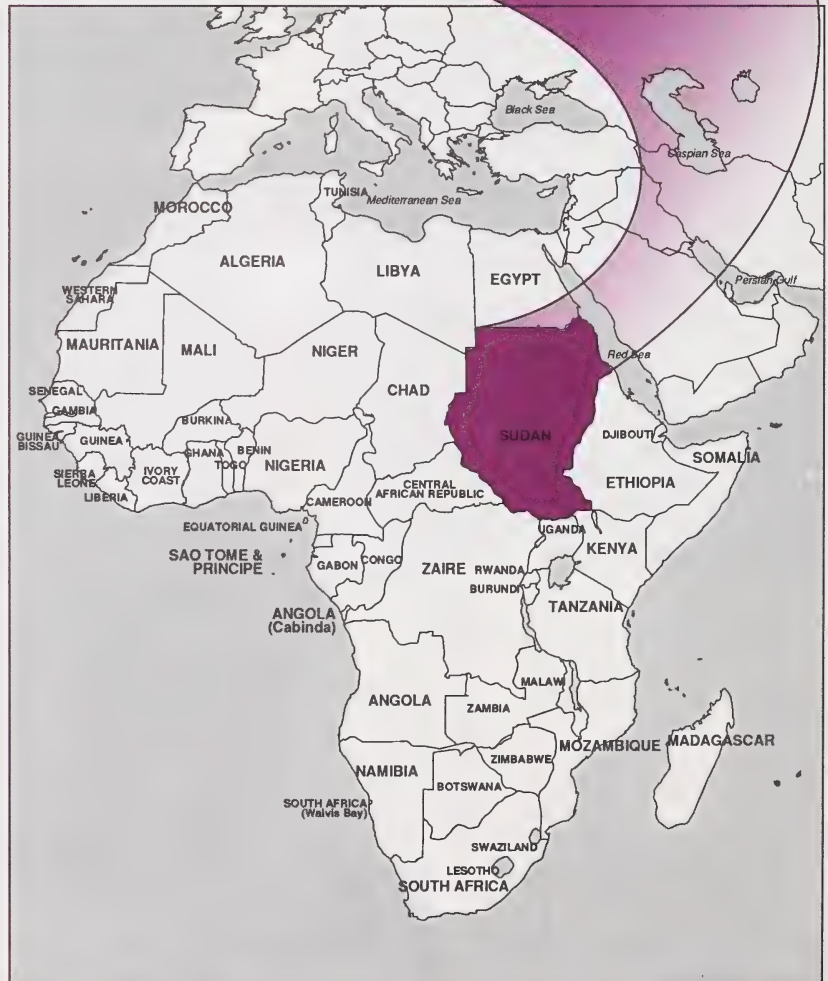 Black Sea
Caspian Sea
TUNISIA
Mediterranean Sea
MOROCCO
ALGERIA
LIBYA
EGYPT
Persian Gulf
WESTERN
SAHARA
MAURITANIA
MALI
NIGER
Red Sea
CHAD
SENEGAL
GAMBIA
BURKINA
SUDAN
DJIBOUTI
GUINEA
BISSAU
GUINEA
GHANA
BENIN
TOGO
NIGERIA
SOMALIA
SIERRA
LEONE
IVORY
COAST
LIBERIA
CENTRAL
AFRICAN REPUBLIC
ETHIOPIA
CAMEROON
EQUATORIAL GUINEA
UGANDA
KENYA
SAO TOME &
PRINCIPE
GABON
CONGO
ZAIRE
RWANDA
BURUNDI
TANZANIA
ANGOLA
(Cabinda)
MALAWI
ANGOLA
ZAMBIA
MOZAMBIQUE
MADAGASCAR
NAMIBIA
ZIMBABWE
BOTSWANA
SOUTH AFRICA
(Walvis Bay)
SWAZILAND
LESOTHO
SOUTH AFRICA